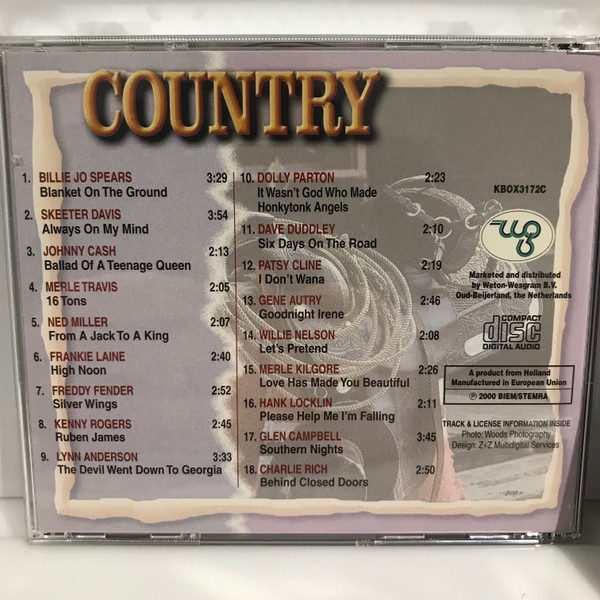 COUNTRY
1. BILLIE JO SPEARS 3:29
Blanket On The Ground
2. SKEETER DAVIS 3:54
Always On My Mind
3. JOHNNY CASH 2:13
Ballad Of A Teenage Queen
4. MERLE TRAVIS 2:05
16 Tons
5. NED MILLER 2:07
From A Jack To A King
6. FRANKIE LAINE 2:40
High Noon
7. FREDDY FENDER 2:52
Silver Wings
8. KENNY ROGERS 2:45
Ruben James
9. LYNN ANDERSON 3:33
The Devil Went Down To Georgia
10. DOLLY PARTON 2:23
It Wasn't God Who Made
Honkytonk Angels
11. DAVE DUDDLEY 2:10
Six Days On The Road
12. PATSY CLINE 2:19
I Don't Wana
13. GENE AUTRY 2:46
Goodnight Irene
14. WILLIE NELSON 2:08
Let's Pretend
15. MERLE KILGORE 2:26
Love Has Made You Beautiful
16. HANK LOCKLIN 2:11
Please Help Me I'm Falling
17. GLEN CAMPBELL 3:45
Southern Nights
18. CHARLIE RICH 2:50
Behind Closed Doors
KBOX3172C
Marketed and distributed
by Weton-Wesgram B.V.
Oud-Beijerland, the Netherlands
COMPACT
disc
DIGITAL AUDIO
A product from Holland
Manufactured in European Union
℗ 2000 BIEM/STEMRA
TRACK & LICENSE INFORMATION INSIDE
Photo: Woods Photography
Design: Z+Z Multidigital Services